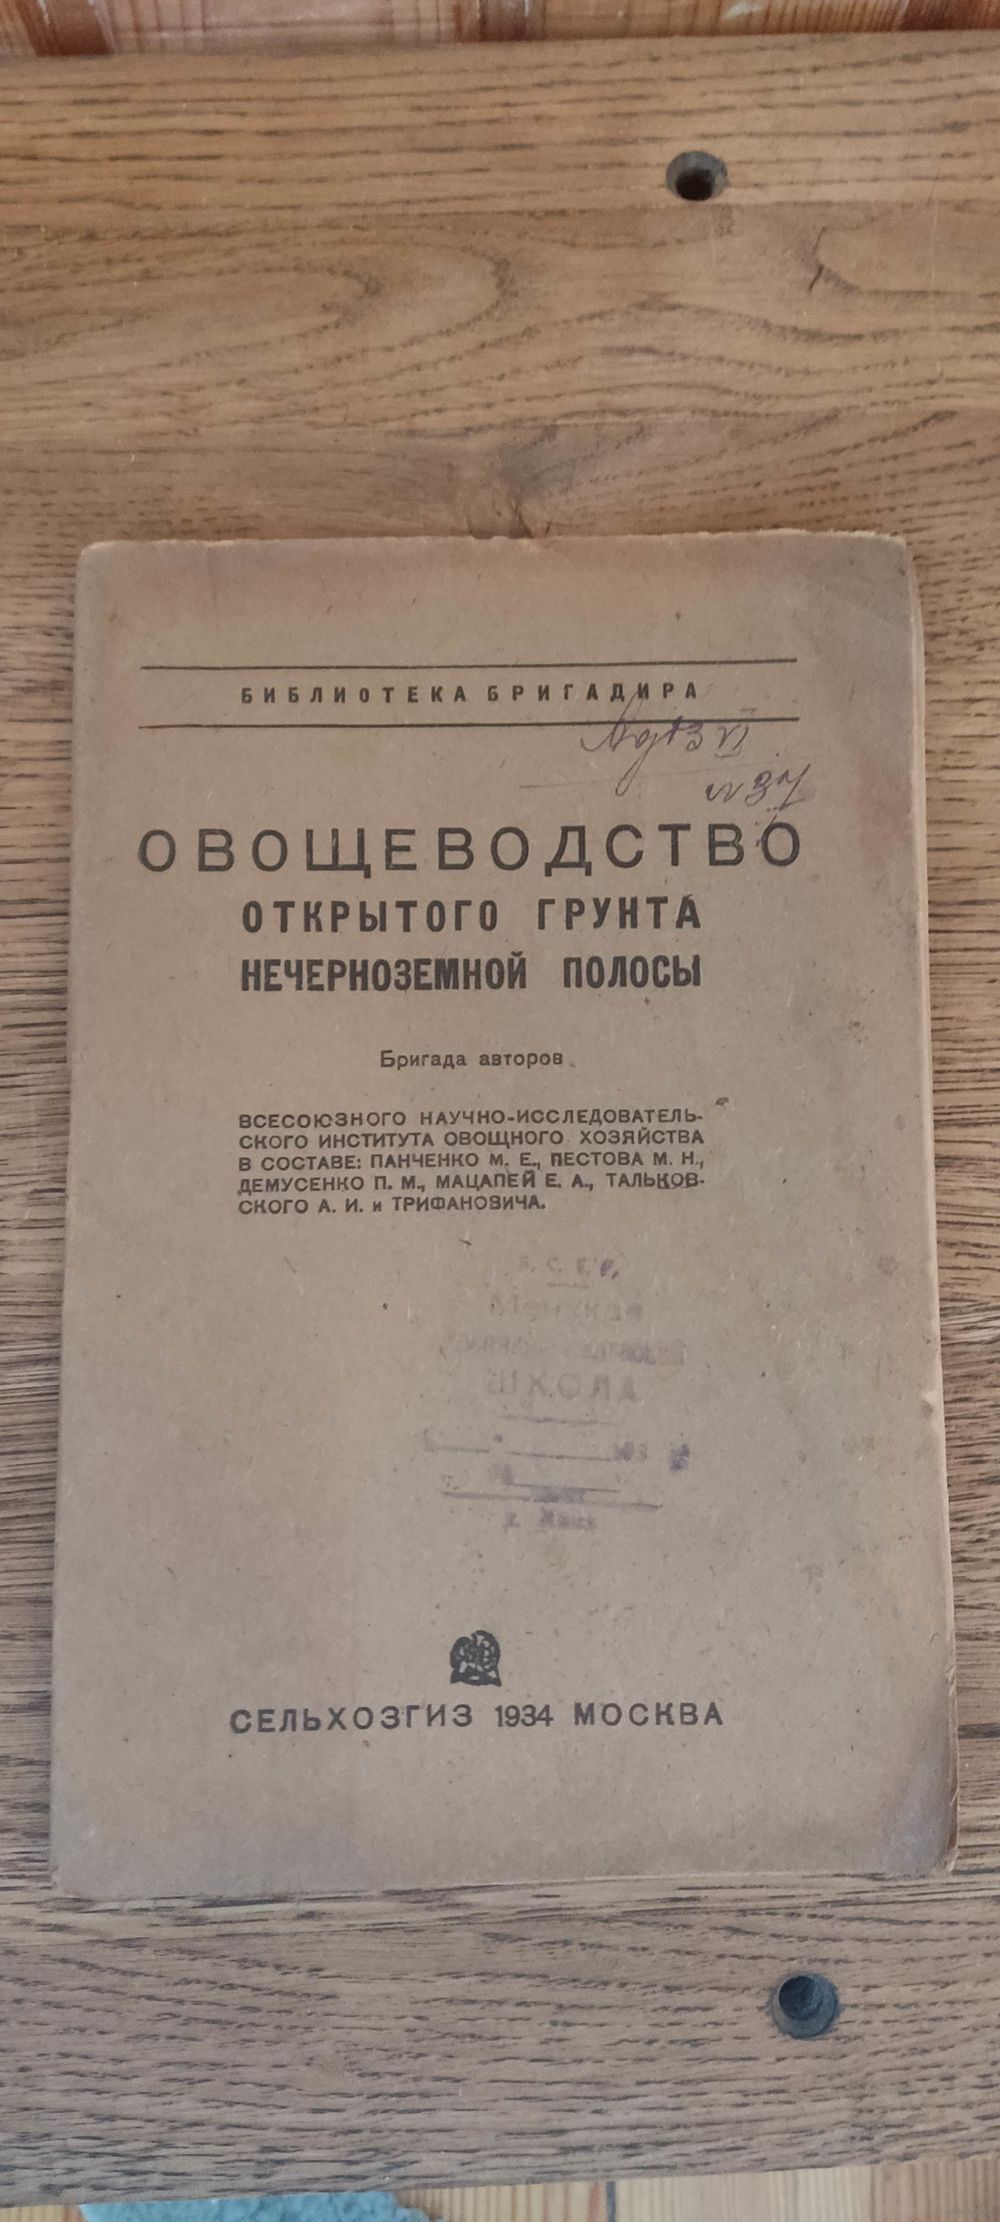 БИБЛИОТЕКА БРИГАДИРА
ОВОЩЕВОДСТВО
ОТКРЫТОГО ГРУНТА
НЕЧЕРНОЗЕМНОЙ ПОЛОСЫ
Бригада авторов
ВСЕСОЮЗНОГО НАУЧНО-ИССЛЕДОВАТЕЛЬ-
СКОГО ИНСТИТУТА ОВОЩНОГО ХОЗЯЙСТВА
В СОСТАВЕ: ПАНЧЕНКО М. Е., ПЕСТОВА М. Н.,
ДЕМУСЕНКО П. М., МАЦАПЕЙ Е. А., ТАЛЬКОВ-
СКОГО А. И. и ТРИФАНОВИЧА.
ШКОЛА
СЕЛЬХОЗГИЗ 1934 МОСКВА